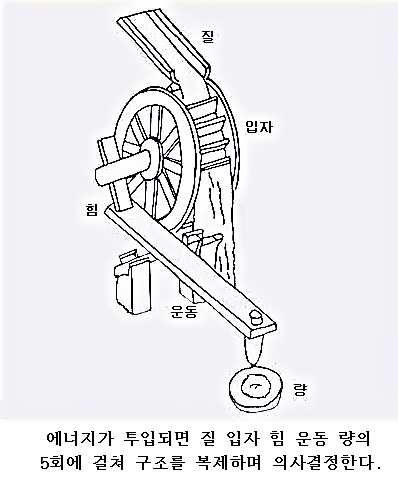 질
입자
힘
운동
량
에너지가 투입되면 질 입자 힘 운동 량의
5회에 걸쳐 구조를 복제하며 의사결정한다.